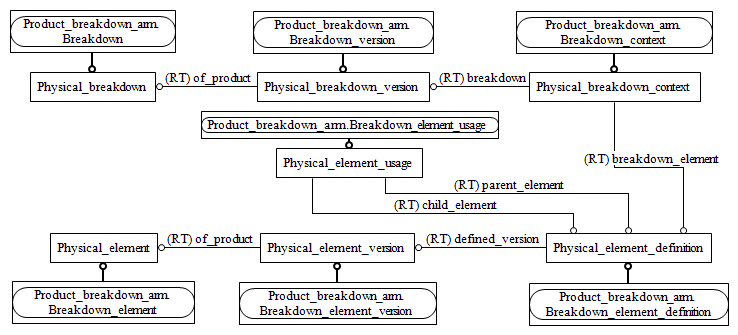 Product_breakdown_arm.
Breakdown
Product_breakdown_arm.
Breakdown_version
Product_breakdown_arm.
Breakdown_context
Physical_breakdown
(RT) of_product
Physical_breakdown_version
(RT) breakdown
Physical_breakdown_context
Product_breakdown_arm.Breakdown_element_usage
Physical_element_usage
(RT) breakdown_element
(RT) parent_element
(RT) child_element
Physical_element
(RT) of_product
Physical_element_version
(RT) defined_version
Physical_element_definition
Product_breakdown_arm.
Breakdown_element
Product_breakdown_arm.
Breakdown_element_version
Product_breakdown_arm.
Breakdown_element_definition